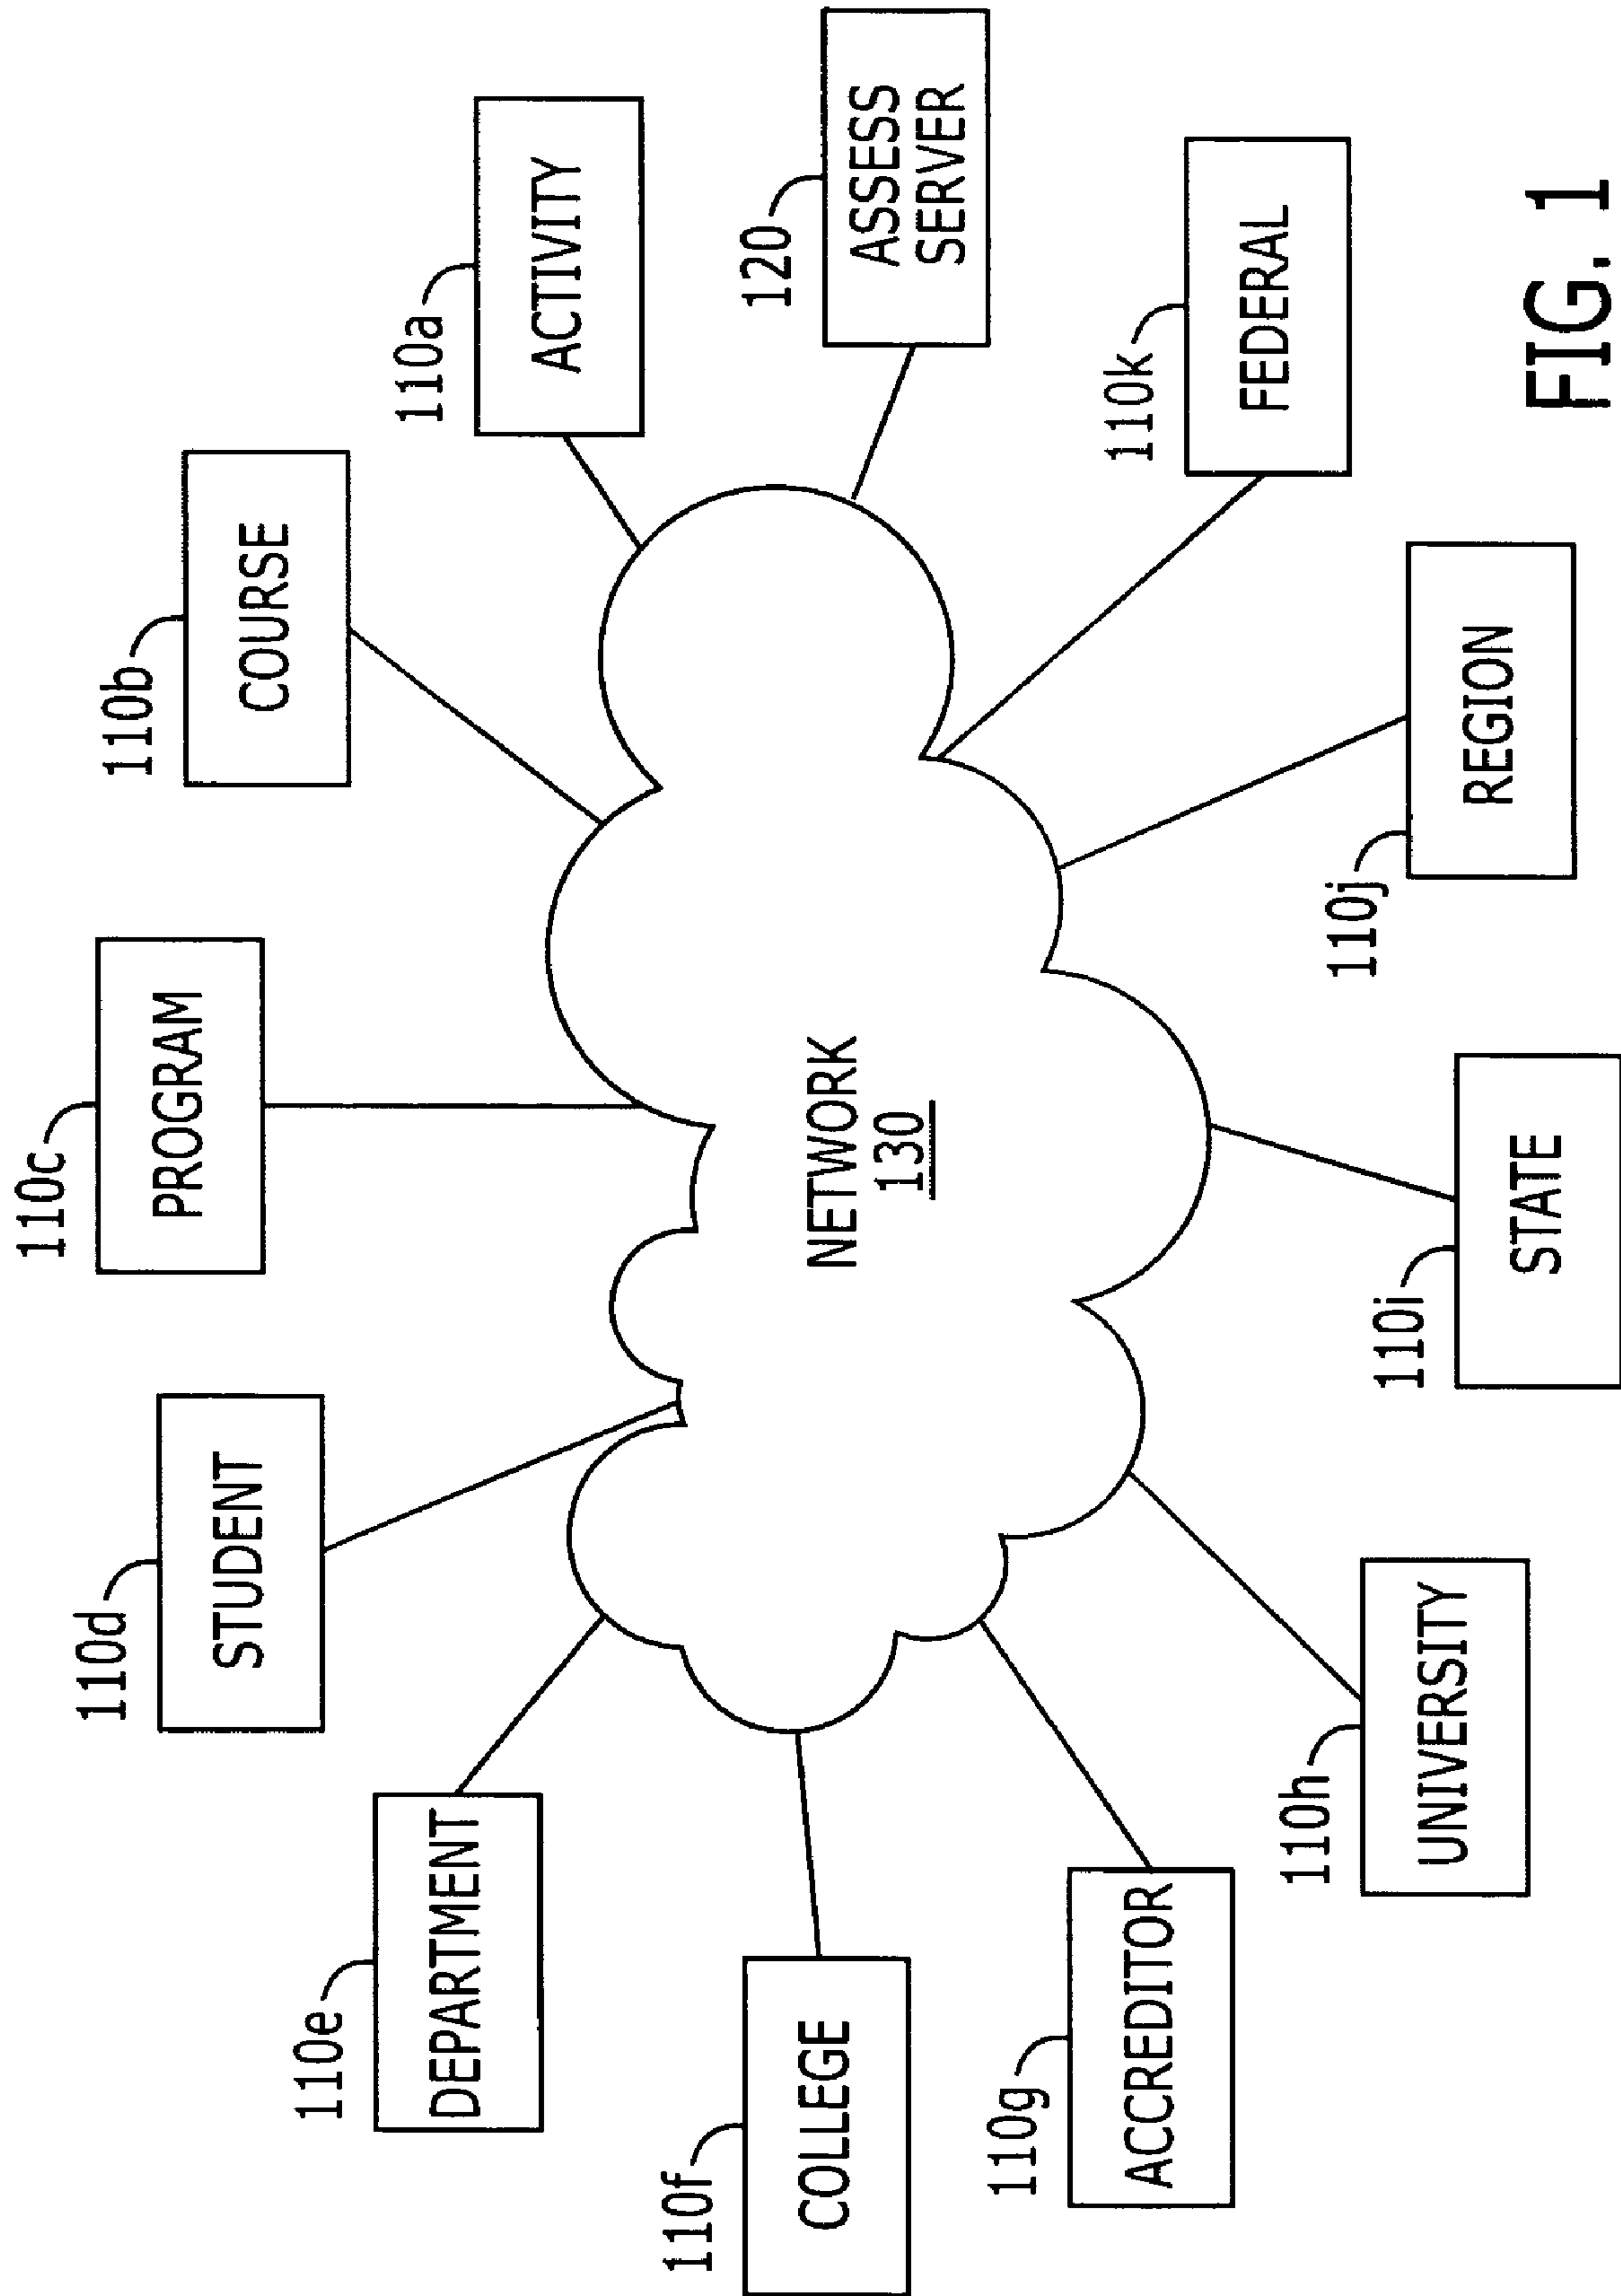 110c
PROGRAM
110d
STUDENT
110b
COURSE
110e
DEPARTMENT
110a
ACTIVITY
110f
COLLEGE
NETWORK
130
120
ASSESS
SERVER
110g
ACCREDITOR
110k
FEDERAL
110h
UNIVERSITY
110i
STATE
110j
REGION
FIG. 1